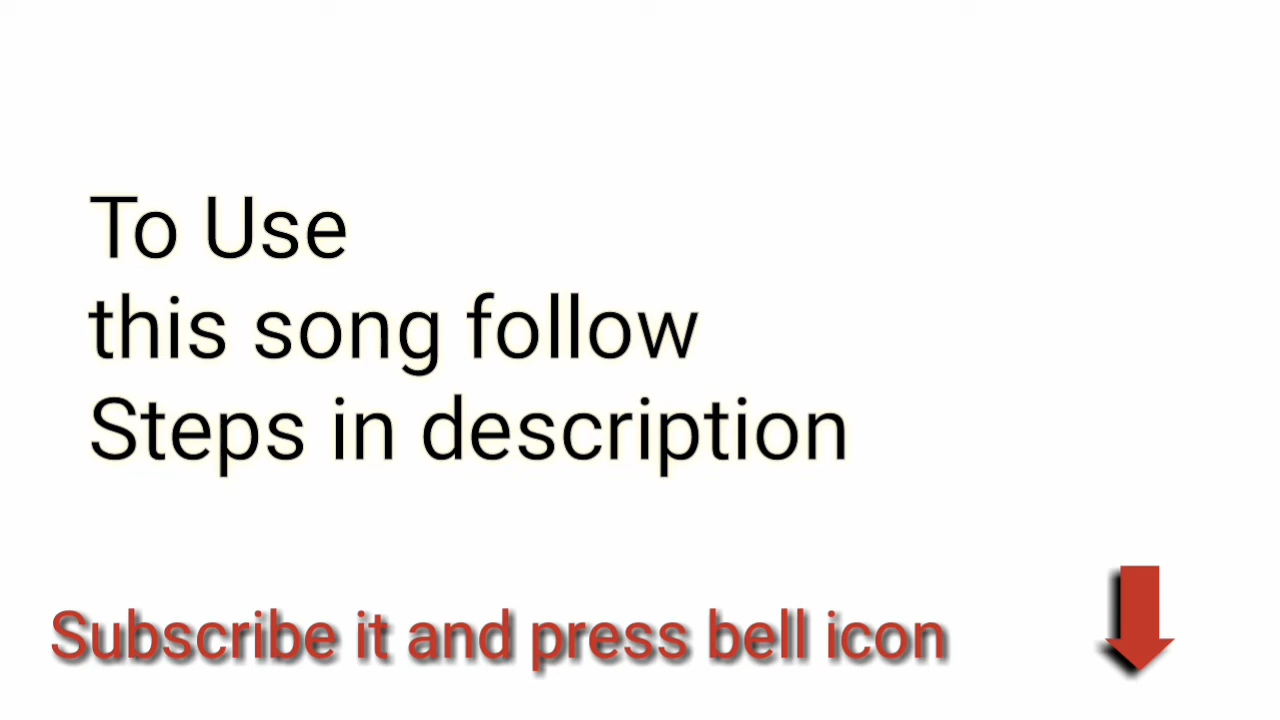 To Use
this song follow
Steps in description
Subscribe it and press bell icon